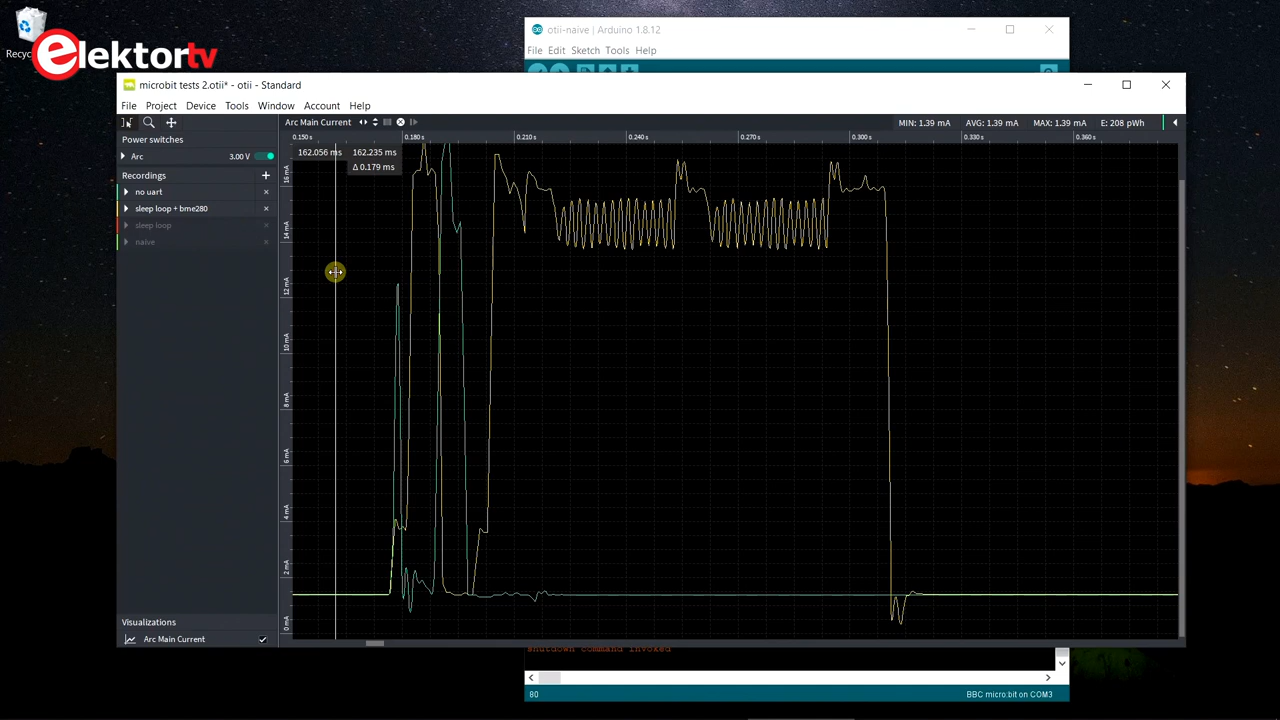 Recyc
elektortv
otii-naive | Arduino 1.8.12
File Edit Sketch Tools Help
microbit tests 2.otii* - otii - Standard
File Project Device Tools Window Account Help
Arc Main Current
MIN: 1.39 mA AVG: 1.39 mA MAX: 1.39 mA E: 208 pWh
Power switches
Arc 3.00 V
Recordings +
no uart ×
sleep loop + bme280 ×
sleep loop ×
naive ×
0.150 s 0.180 s 0.210 s 0.240 s 0.270 s 0.300 s 0.330 s 0.360 s
162.056 ms 162.235 ms
Δ 0.179 ms
16 mA
14 mA
12 mA
10 mA
8 mA
6 mA
4 mA
2 mA
0 mA
Visualizations
Arc Main Current
shutdown command invoked
80 BBC micro:bit on COM3